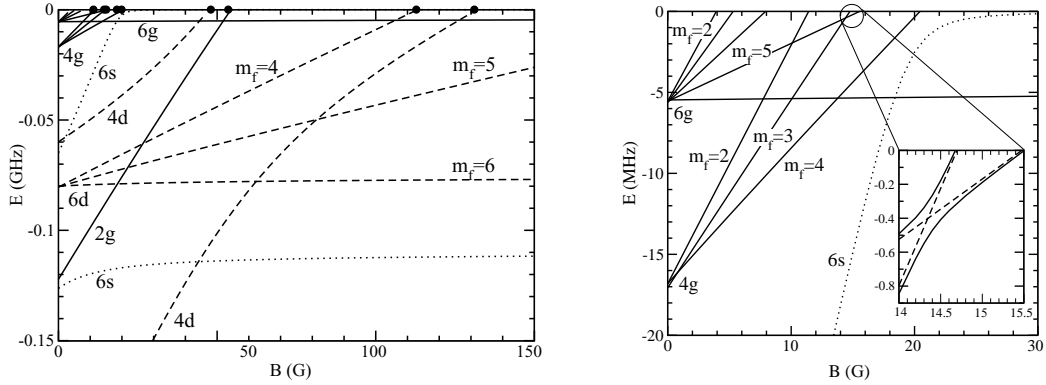 0
-0.05
-0.1
-0.15
E (GHz)
0
50
100
150
B (G)
4g
6g
6s
4d
m_f=4
m_f=5
m_f=6
6d
2g
6s
4d
0
-5
-10
-15
-20
E (MHz)
0
10
20
30
B (G)
m_f=2
m_f=5
6g
m_f=3
m_f=2
m_f=4
4g
6s
0
-0.2
-0.4
-0.6
-0.8
14
14.5
15
15.5